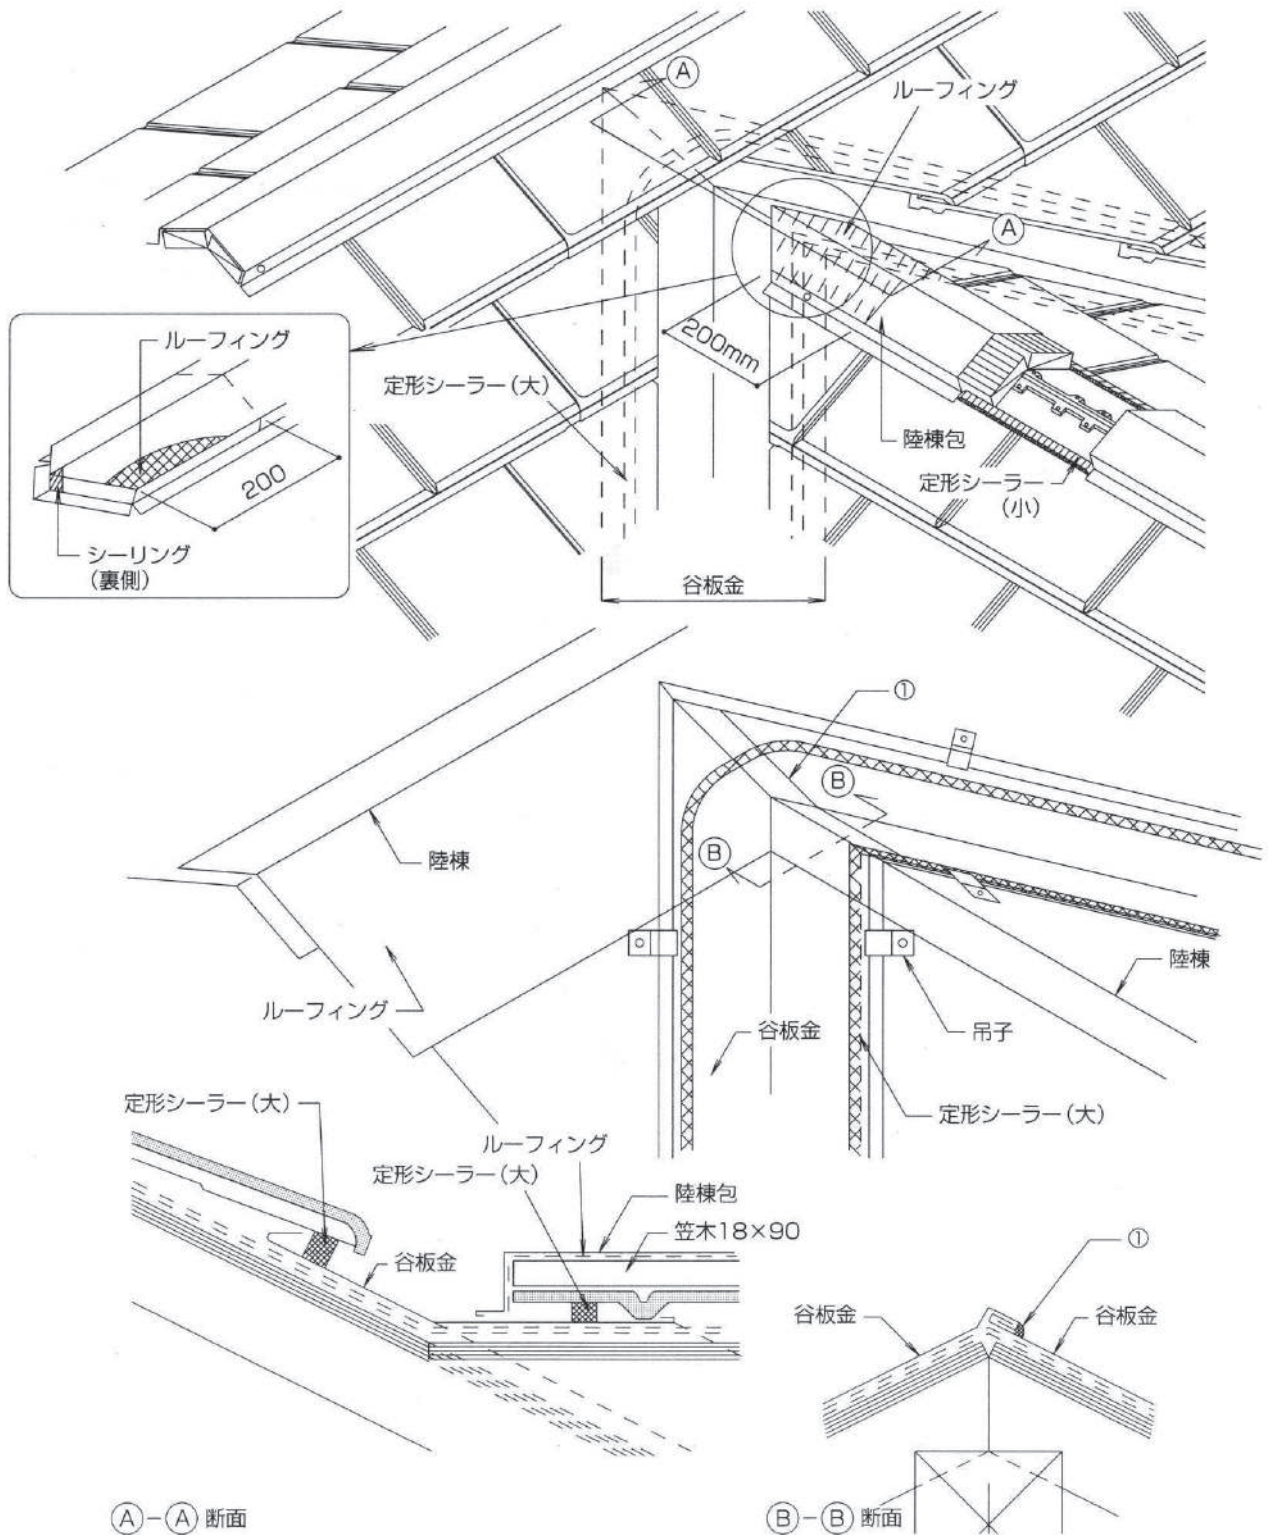 Ⓐ
ルーフィング
Ⓐ
ルーフィング
200mm
定形シーラー(大)
陸棟包
200
定形シーラー
(小)
シーリング
(裏側)
谷板金
①
Ⓑ
Ⓑ
陸棟
陸棟
ルーフィング
谷板金
吊子
定形シーラー(大)
定形シーラー(大)
ルーフィング
定形シーラー(大)
陸棟包
笠木18×90
谷板金
①
谷板金
谷板金
Ⓐ-Ⓐ 断面
Ⓑ-Ⓑ 断面